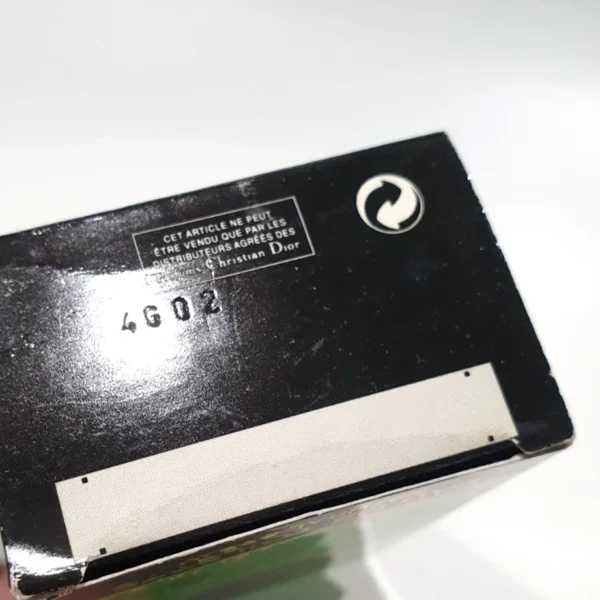 CET ARTICLE NE PEUT
ÊTRE VENDU QUE PAR LES
DISTRIBUTEURS AGRÉÉS DES
Christian Dior
4G02